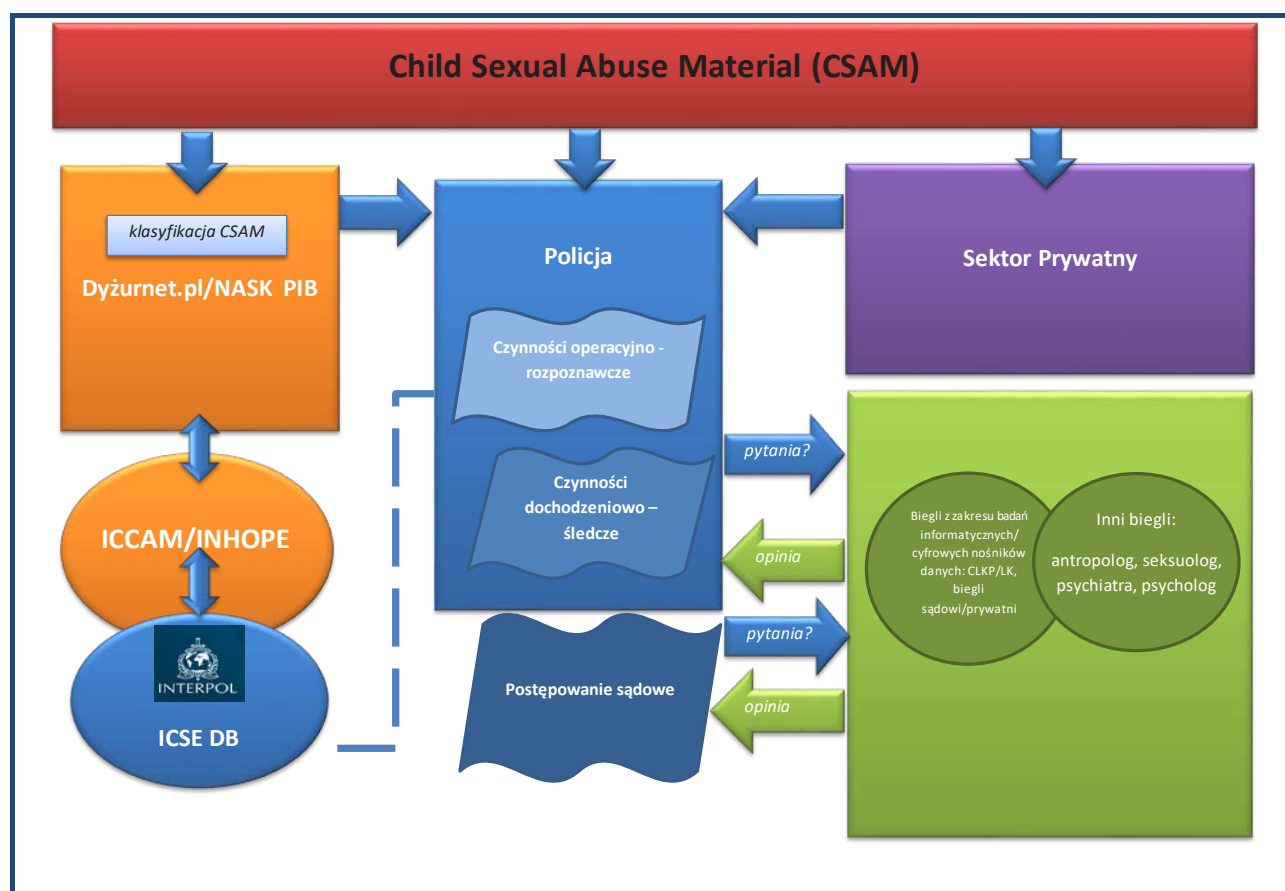 Child Sexual Abuse Material (CSAM)
klasyfikacja CSAM
Dyżurnet.pl/NASK PIB
Policja
Sektor Prywatny
Czynności operacyjno -
rozpoznawcze
Czynności
dochodzeniowo –
śledcze
pytania?
opinia
Biegli z zakresu badań
informatycznych/
cyfrowych nośników
danych: CLKP/LK,
biegli
sądowi/prywatni
Inni biegli:
antropolog, seksuolog,
psychiatra, psycholog
ICCAM/INHOPE
INTERPOL
ICSE DB
Postępowanie sądowe
pytania?
opinia